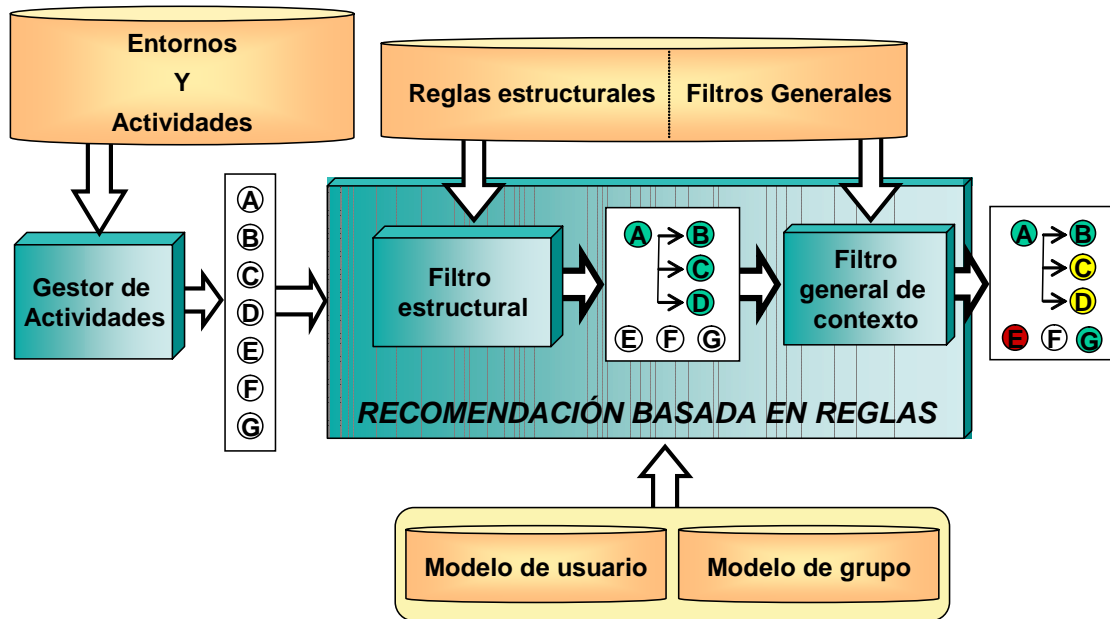 Entornos
Y
Actividades
Reglas estructurales
Filtros Generales
Gestor de
Actividades
A
B
C
D
E
F
G
Filtro
estructural
A B
C
D
E F G
Filtro
general de
contexto
A B
C
D
E F G
RECOMENDACIÓN BASADA EN REGLAS
Modelo de usuario
Modelo de grupo